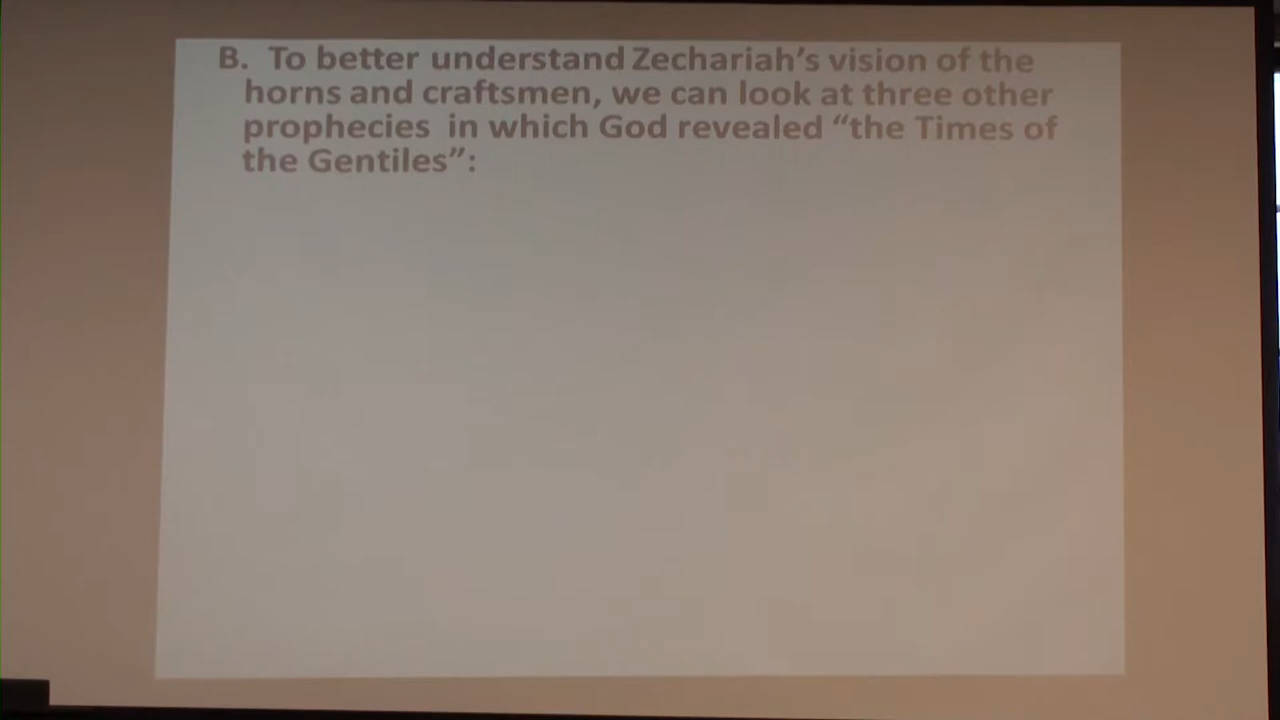 B. To better understand Zechariah’s vision of the
horns and craftsmen, we can look at three other
prophecies in which God revealed “the Times of
the Gentiles”: